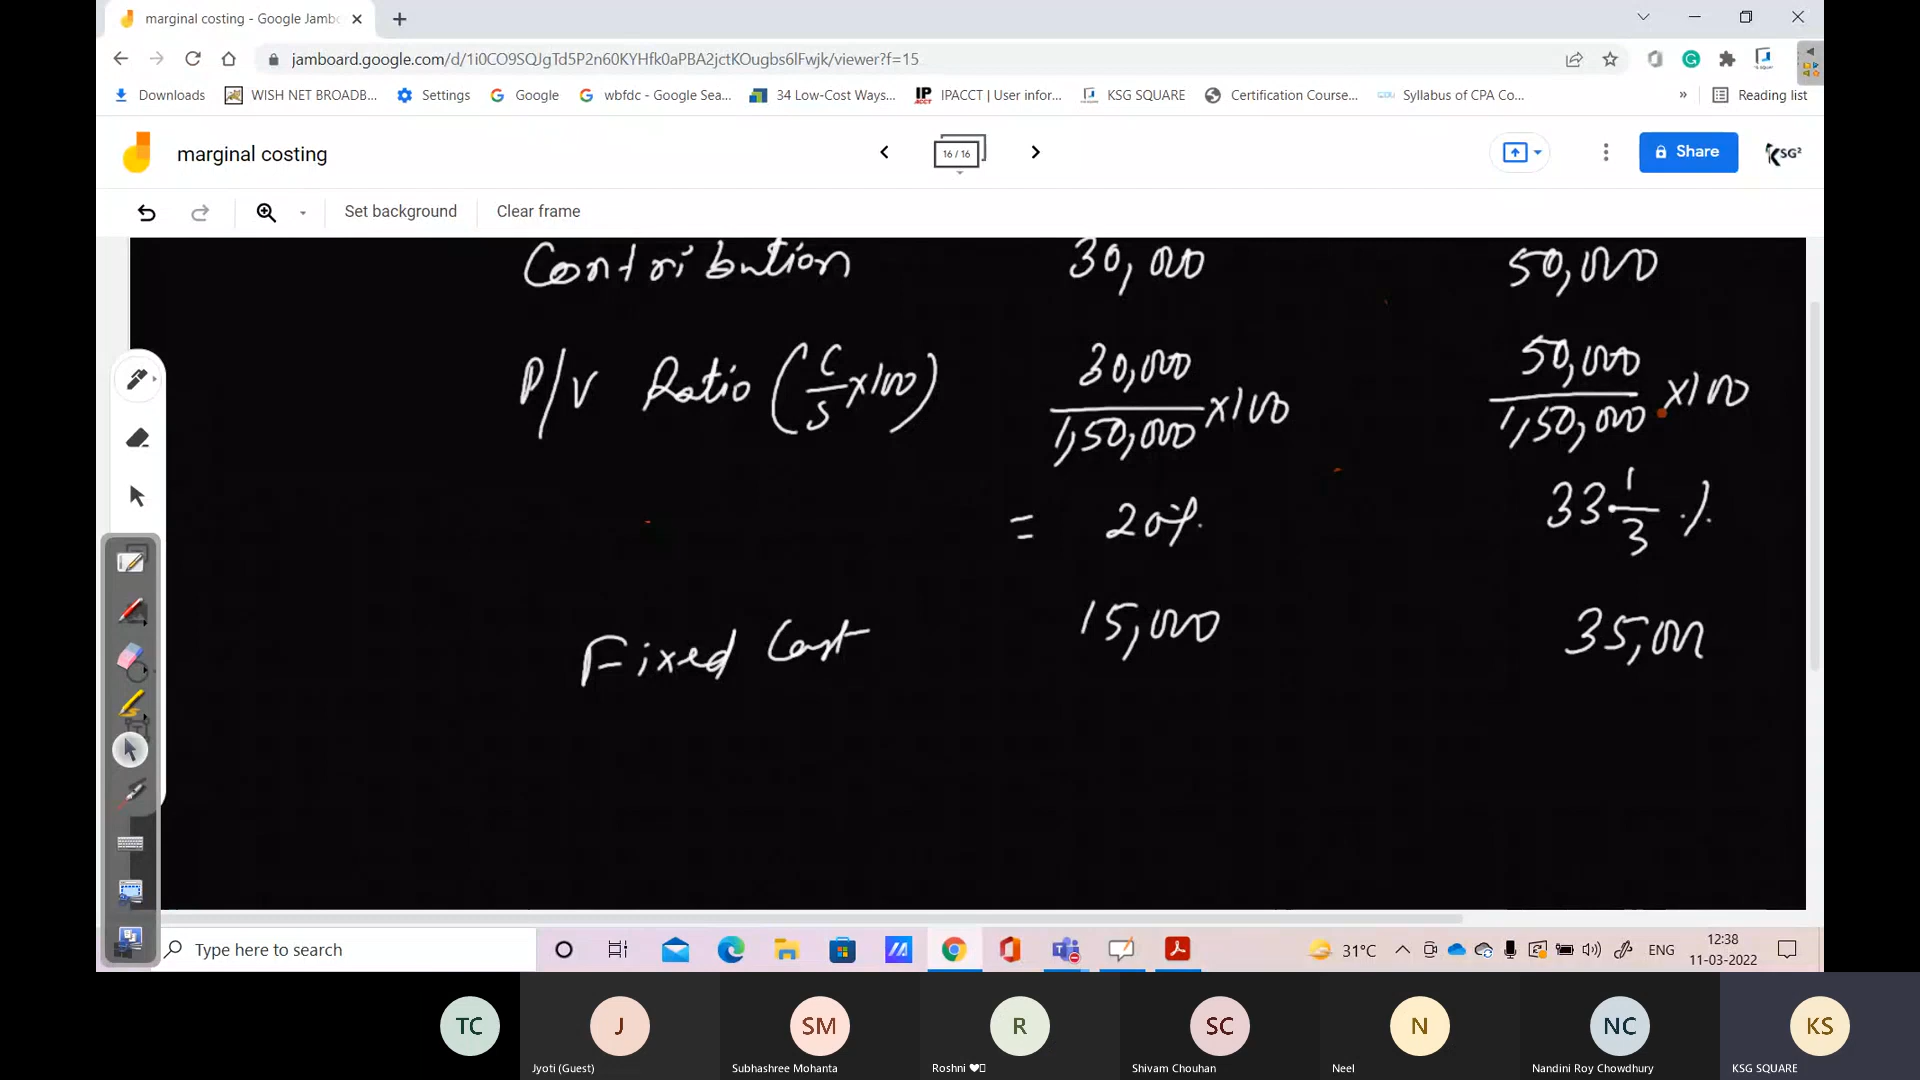 marginal costing - Google Jambo
jamboard.google.com/d/1i0CO9SQJgTd5P2n60KYHfk0aPBA2jctKOugbs6lFwjk/viewer?f=15
Downloads WISH NET BROADB... Settings Google wbfdc - Google Sea... 34 Low-Cost Ways... IPACCT | User infor... KSG SQUARE Certification Course... Syllabus of CPA Co... » Reading list
marginal costing 16 / 16 Share KSG²
Set background Clear frame
Contribution 30,000 50,000
P/V Ratio (C/S ×100) 30,000/1,50,000 ×100 50,000/1,50,000 ×100
= 20% 33 1/3 %
Fixed Cost 15,000 35,000
Type here to search 31°C ENG 12:38
11-03-2022
TC J SM R SC N NC KS
Jyoti (Guest) Subhashree Mohanta Roshni ❤ Shivam Chouhan Neel Nandini Roy Chowdhury KSG SQUARE